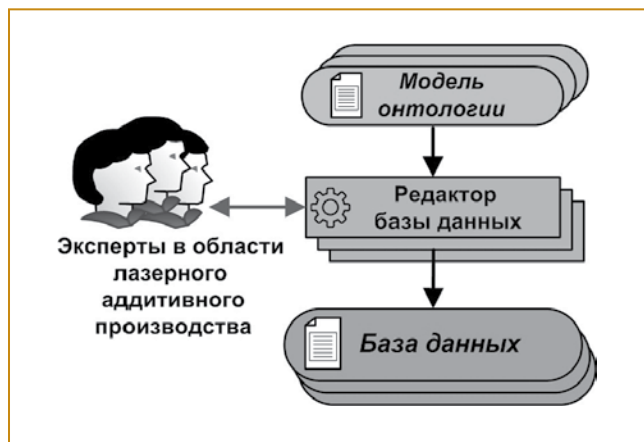 Модель
онтологии
Редактор
базы данных
Эксперты в области
лазерного
аддитивного
производства
База данных